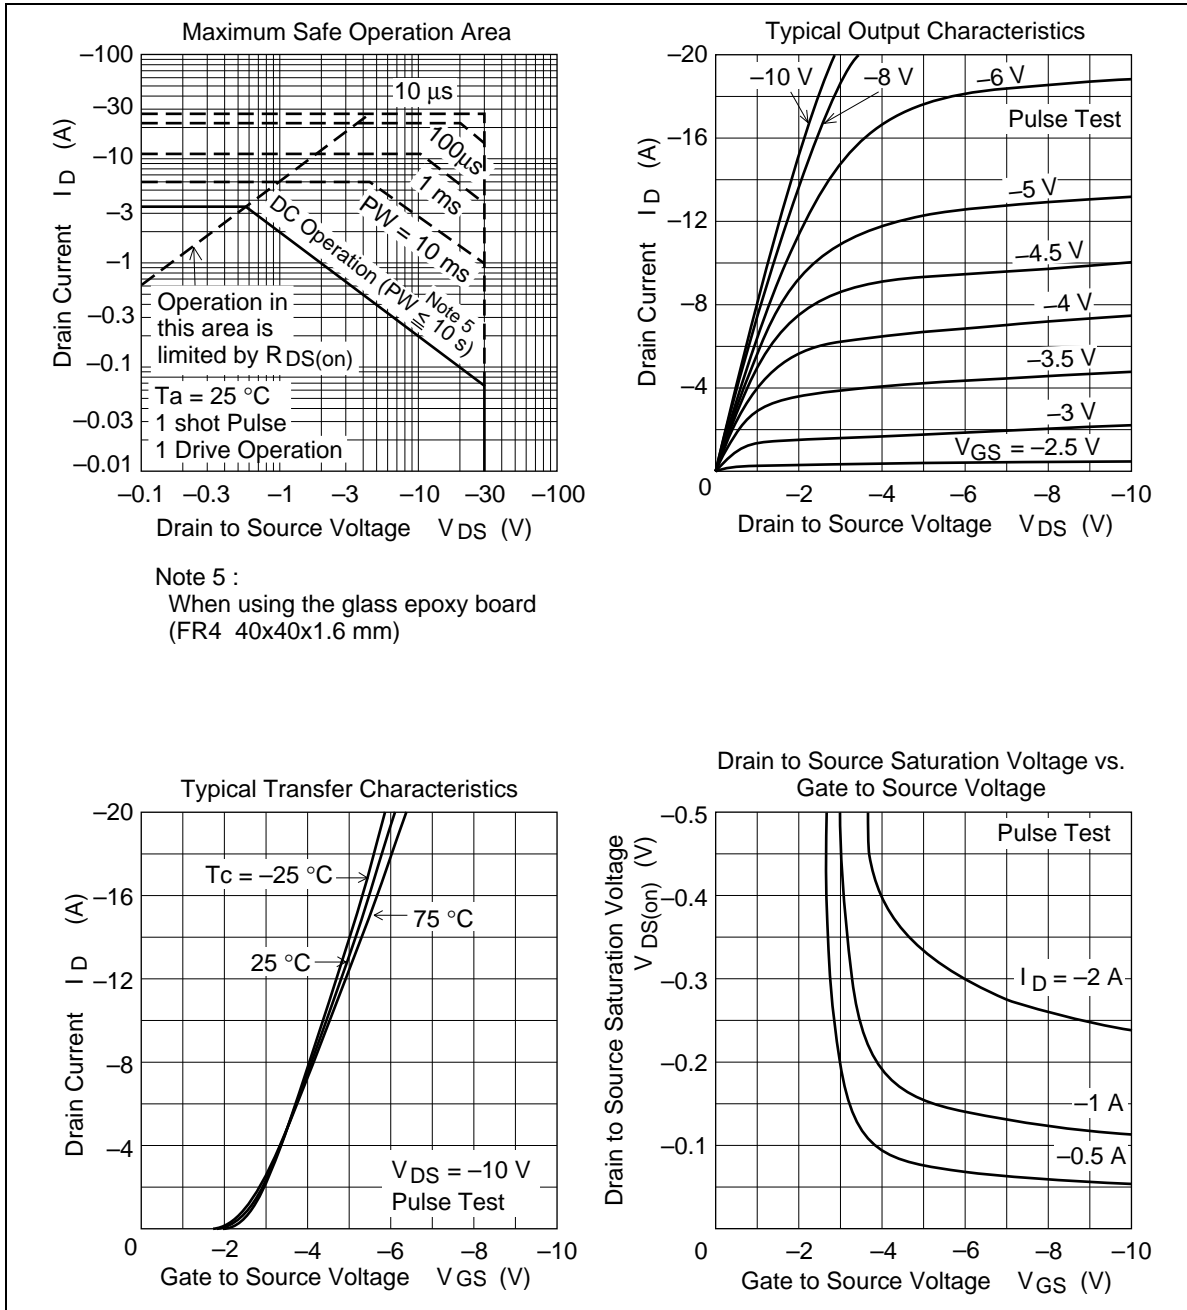 Maximum Safe Operation Area
–100
–30
–10
–3
–1
–0.3
–0.1
–0.03
–0.01
Drain Current I D (A)
10 µs
100µs
1 ms
PW = 10 ms
DC Operation (PW ≦ 10 s)
Note 5
Operation in
this area is
limited by R DS(on)
Ta = 25 °C
1 shot Pulse
1 Drive Operation
–0.1 –0.3 –1 –3 –10 –30 –100
Drain to Source Voltage V DS (V)
Note 5 :
When using the glass epoxy board
(FR4 40x40x1.6 mm)
Typical Output Characteristics
–20
–16
–12
–8
–4
0
Drain Current I D (A)
–10 V
–8 V
–6 V
Pulse Test
–5 V
–4.5 V
–4 V
–3.5 V
–3 V
VGS = –2.5 V
–2 –4 –6 –8 –10
Drain to Source Voltage V DS (V)
Typical Transfer Characteristics
–20
–16
–12
–8
–4
0
Drain Current I D (A)
Tc = –25 °C
75 °C
25 °C
V DS = –10 V
Pulse Test
–2 –4 –6 –8 –10
Gate to Source Voltage V GS (V)
Drain to Source Saturation Voltage vs.
Gate to Source Voltage
–0.5
–0.4
–0.3
–0.2
–0.1
0
Drain to Source Saturation Voltage
V DS(on) (V)
Pulse Test
I D = –2 A
–1 A
–0.5 A
–2 –4 –6 –8 –10
Gate to Source Voltage V GS (V)